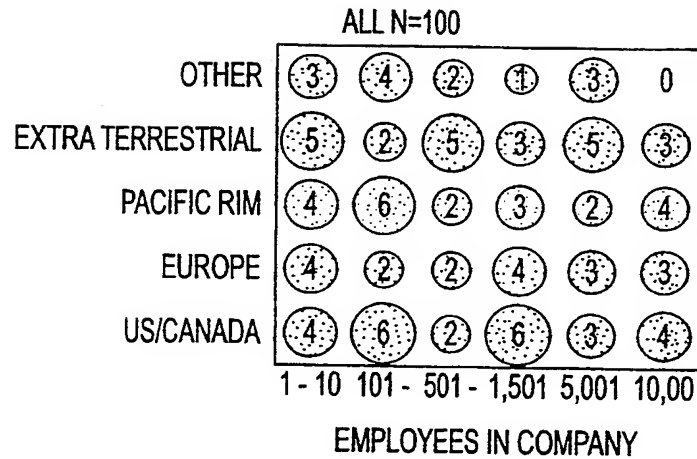 ALL N=100
OTHER 3 4 2 1 3 0
EXTRA TERRESTRIAL 5 2 5 3 5 3
PACIFIC RIM 4 6 2 3 2 4
EUROPE 4 2 2 4 3 3
US/CANADA 4 6 2 6 3 4
1 - 10 101 - 501 - 1,501 5,001 10,00
EMPLOYEES IN COMPANY